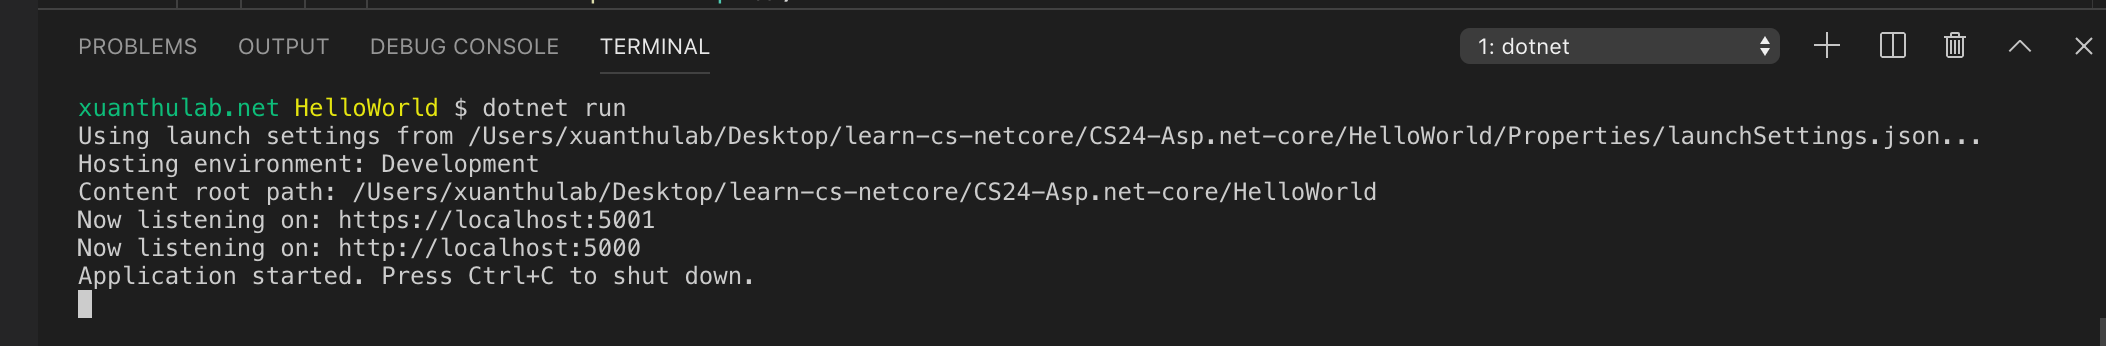 PROBLEMS OUTPUT DEBUG CONSOLE TERMINAL 1: dotnet
xuanthulab.net HelloWorld $ dotnet run
Using launch settings from /Users/xuanthulab/Desktop/learn-cs-netcore/CS24-Asp.net-core/HelloWorld/Properties/launchSettings.json...
Hosting environment: Development
Content root path: /Users/xuanthulab/Desktop/learn-cs-netcore/CS24-Asp.net-core/HelloWorld
Now listening on: https://localhost:5001
Now listening on: http://localhost:5000
Application started. Press Ctrl+C to shut down.